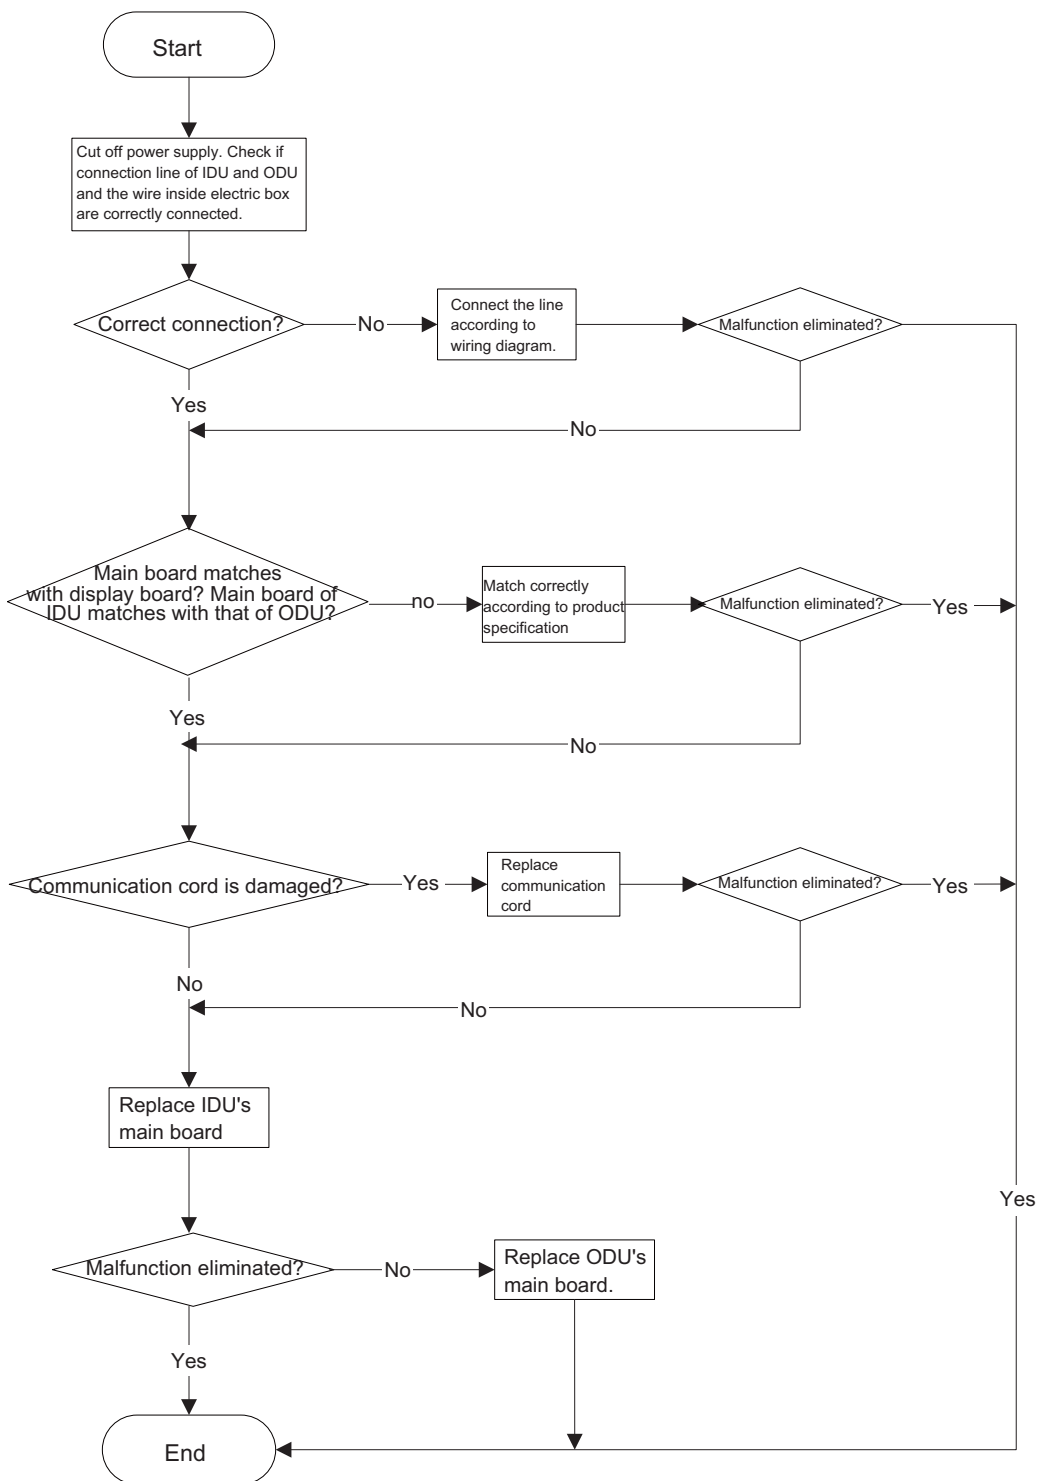 Start
Cut off power supply. Check if
connection line of IDU and ODU
and the wire inside electric box
are correctly connected.
Correct connection?
No
Connect the line
according to
wiring diagram.
Malfunction eliminated?
Yes
No
Main board matches
with display board? Main board of
IDU matches with that of ODU?
no
Match correctly
according to product
specification
Malfunction eliminated?
Yes
Yes
No
Communication cord is damaged?
Yes
Replace
communication
cord
Malfunction eliminated?
Yes
No
No
Replace IDU's
main board
Yes
Malfunction eliminated?
No
Replace ODU's
main board.
Yes
End